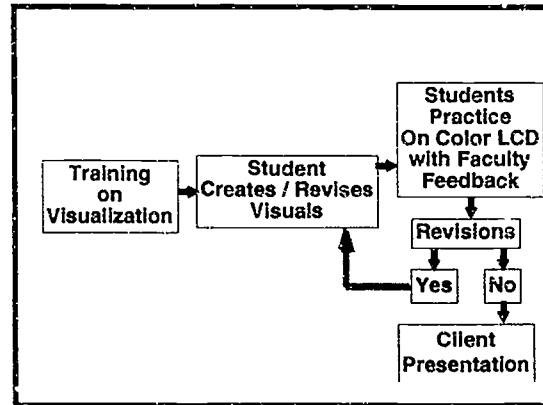 Training
on
Visualization
Student
Creates / Revises
Visuals
Students
Practice
On Color LCD
with Faculty
Feedback
Revisions
Yes
No
Client
Presentation